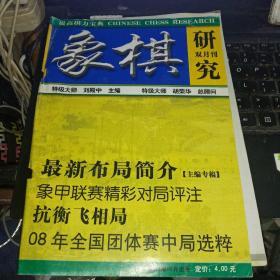 提高棋力宝典 CHINESE CHESS RESEARCH
象棋研究
双月刊
特级大师 刘殿中 主编 特级大师 胡荣华 总顾问
最新布局简介【主编专稿】
象甲联赛精彩对局评注
抗衡飞相局
08年全国团体赛中局选粹
定价：4.00元